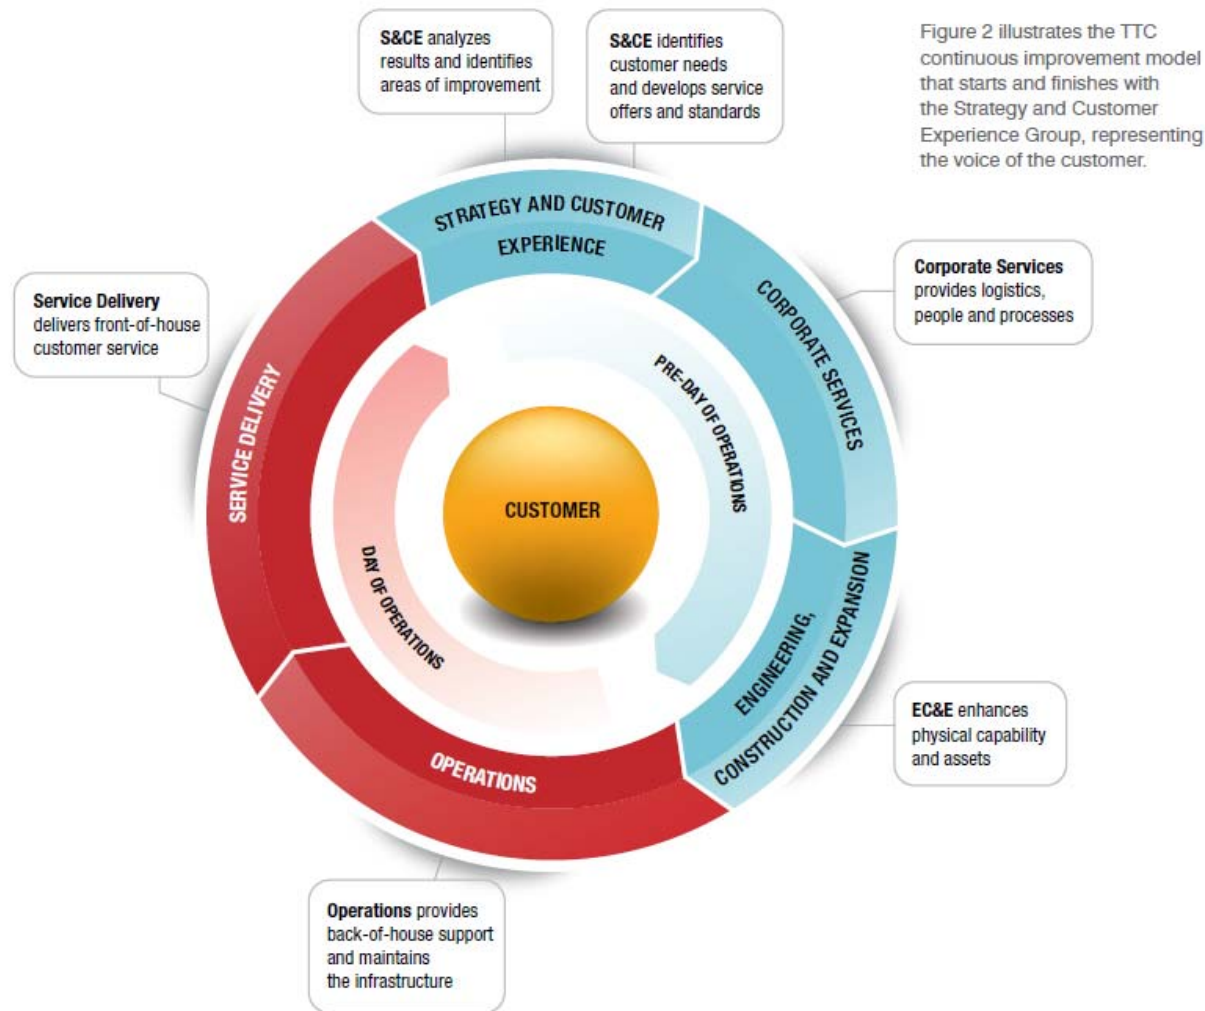 S&CE analyzes
results and identifies
areas of improvement
S&CE identifies
customer needs
and develops service
offers and standards
Figure 2 illustrates the TTC
continuous improvement model
that starts and finishes with
the Strategy and Customer
Experience Group, representing
the voice of the customer.
STRATEGY AND CUSTOMER
EXPERIENCE
CORPORATE SERVICES
Corporate Services
provides logistics,
people and processes
Service Delivery
delivers front-of-house
customer service
SERVICE DELIVERY
PRE-DAY OF OPERATIONS
CUSTOMER
DAY OF OPERATIONS
ENGINEERING,
CONSTRUCTION AND EXPANSION
EC&E enhances
physical capability
and assets
OPERATIONS
Operations provides
back-of-house support
and maintains
the infrastructure